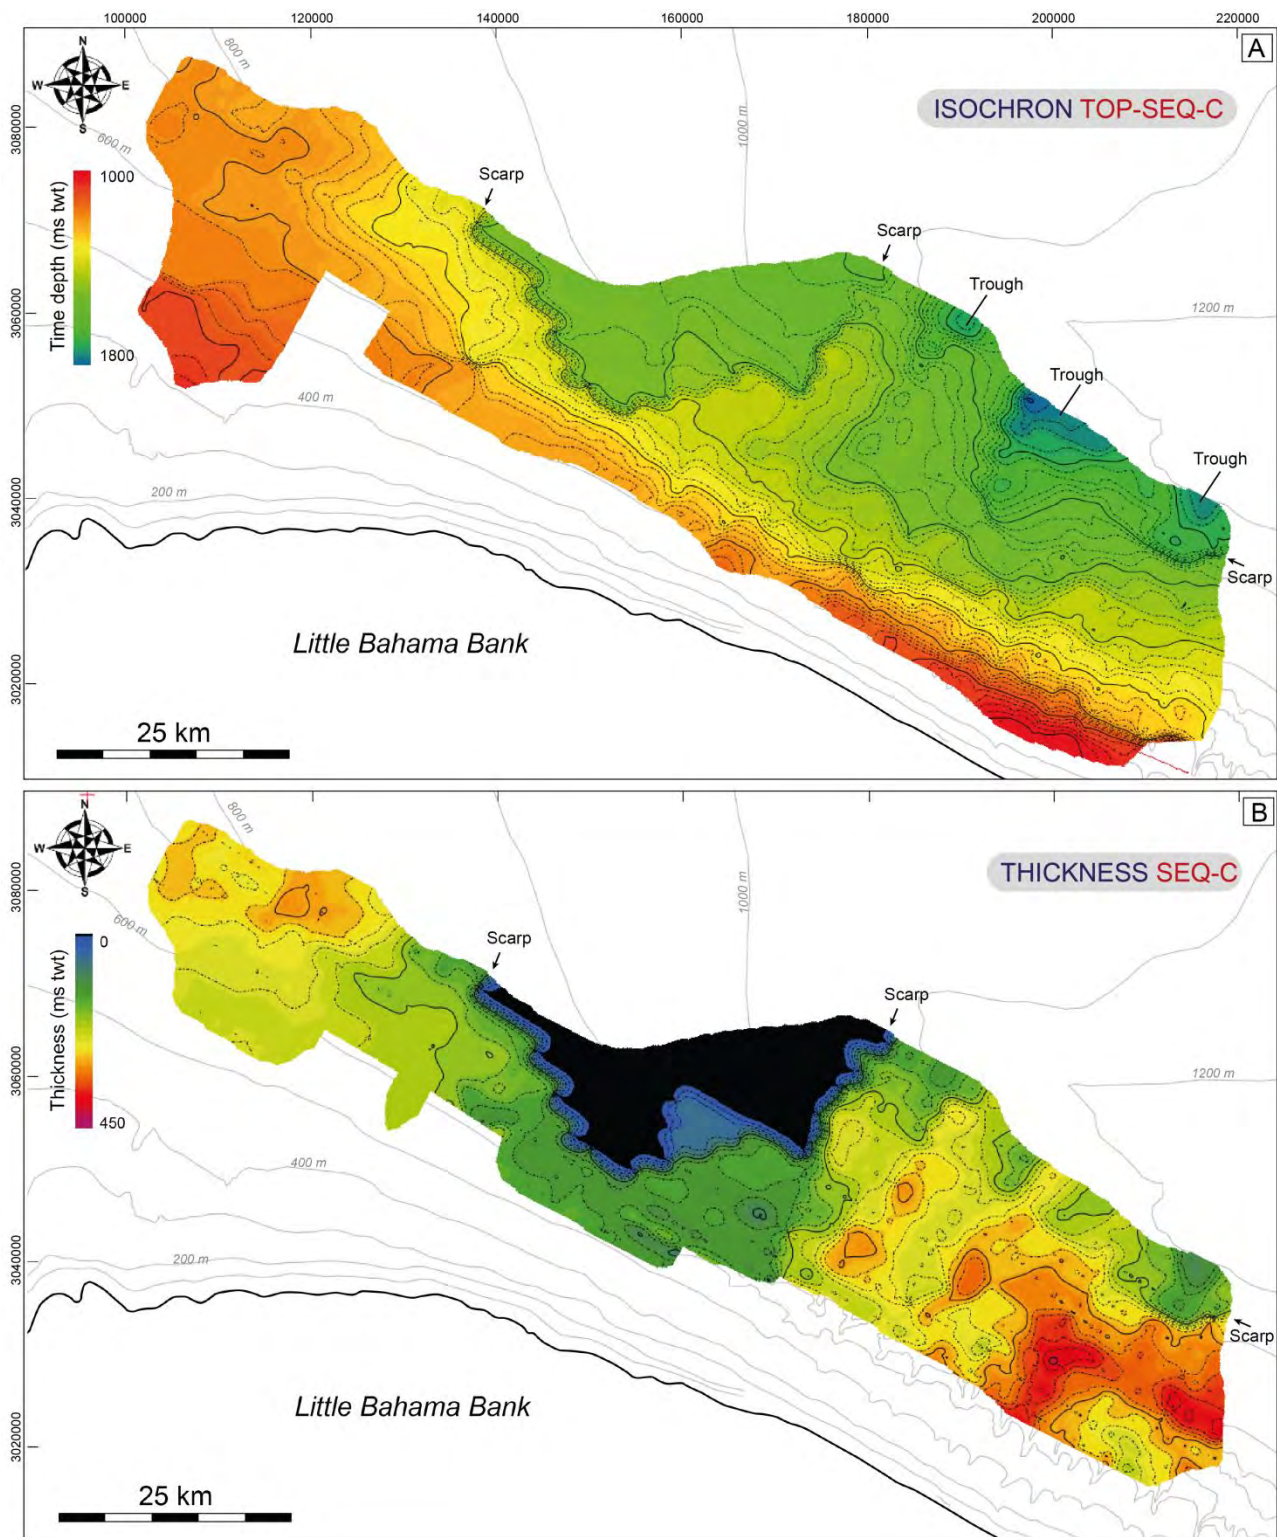 100000 120000 140000 160000 180000 200000 220000
A
N
W E
S
800 m
1000 m
ISOCHRON TOP-SEQ-C
3080000
600 m
1000
Time depth (ms twt)
1800
Scarp
Scarp
Trough
3060000
1200 m
Trough
400 m
Trough
200 m
3040000
Scarp
Little Bahama Bank
3020000
25 km
B
N
W E
S
800 m
1000 m
THICKNESS SEQ-C
3080000
600 m
0
Thickness (ms twt)
450
Scarp
Scarp
3060000
1200 m
400 m
200 m
3040000
Scarp
Little Bahama Bank
3020000
25 km